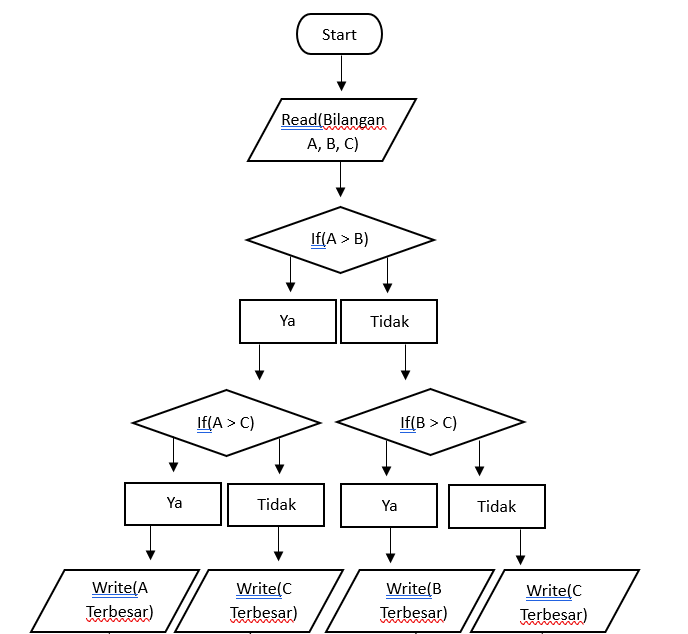 Start
Read(Bilangan
A, B, C)
If(A > B)
Ya
Tidak
If(A > C)
If(B > C)
Ya
Tidak
Ya
Tidak
Write(A
Terbesar)
Write(C
Terbesar)
Write(B
Terbesar)
Write(C
Terbesar)